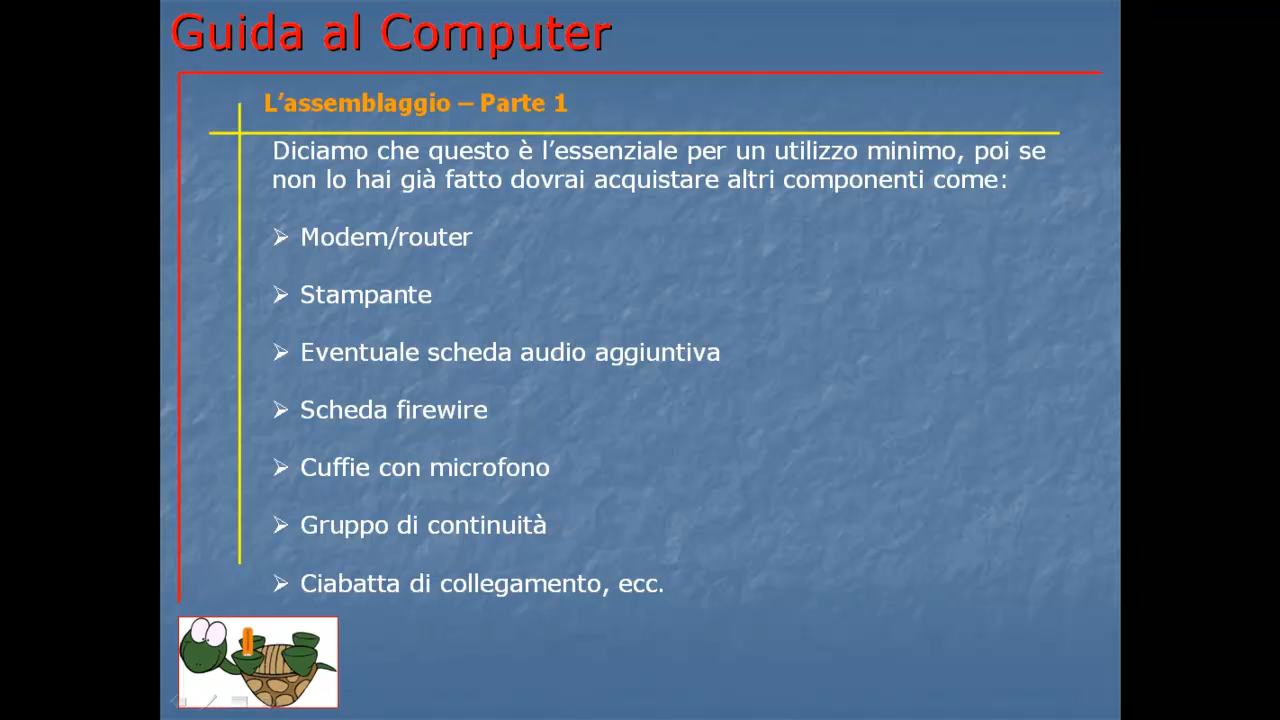 Guida al Computer
L'assemblaggio – Parte 1
Diciamo che questo è l'essenziale per un utilizzo minimo, poi se
non lo hai già fatto dovrai acquistare altri componenti come:
➢ Modem/router
➢ Stampante
➢ Eventuale scheda audio aggiuntiva
➢ Scheda firewire
➢ Cuffie con microfono
➢ Gruppo di continuità
➢ Ciabatta di collegamento, ecc.